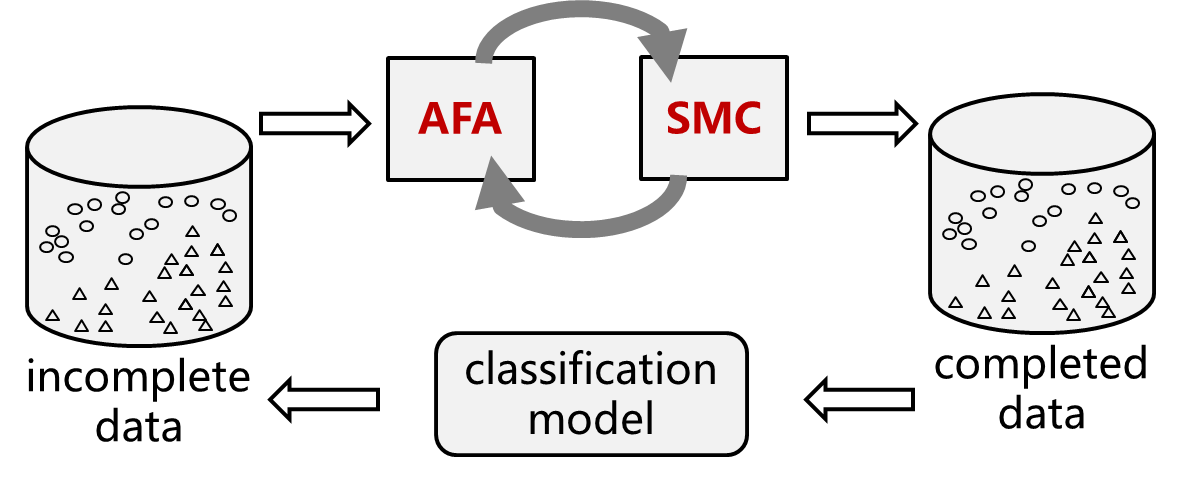 AFA
SMC
incomplete
data
classification
model
completed
data